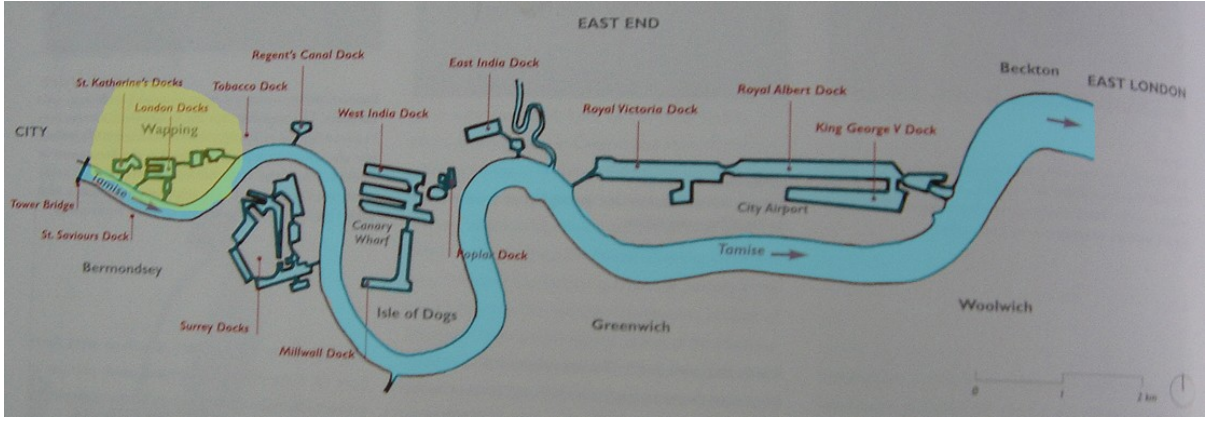 EAST END
Regent's Canal Dock
East India Dock
Beckton
EAST LONDON
St. Katherine's Docks
Tobacco Dock
Royal Albert Dock
London Docks
West India Dock
Royal Victoria Dock
CITY
Wapping
King George V Dock
Tamise
Tower Bridge
City Airport
Canary
Wharf
St. Saviours Dock
Tamise
Poplar Dock
Bermondsey
Isle of Dogs
Woolwich
Surrey Docks
Greenwich
Millwall Dock
0
1
2 km